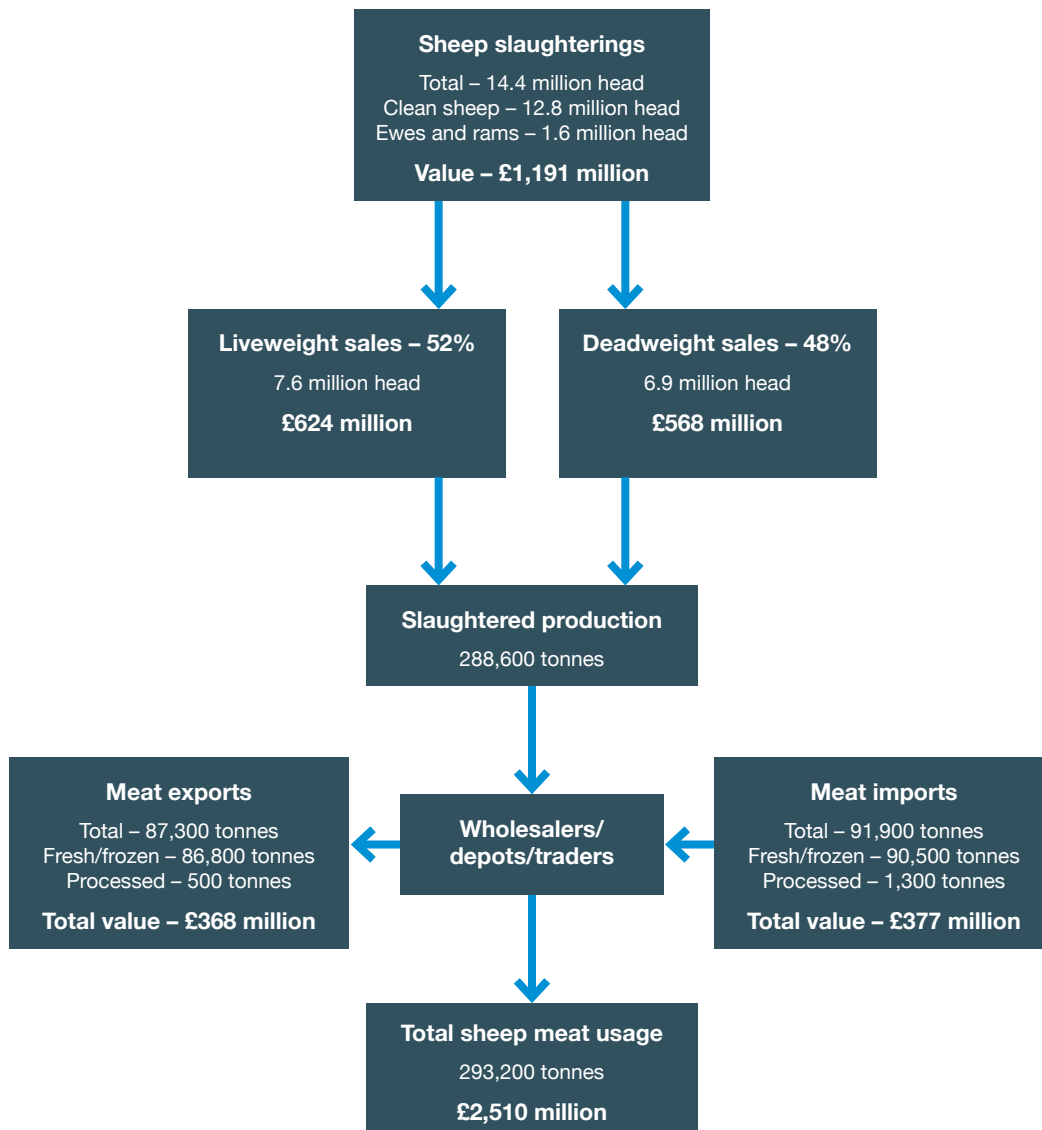 Sheep slaughterings
Total – 14.4 million head
Clean sheep – 12.8 million head
Ewes and rams – 1.6 million head
Value – £1,191 million
Liveweight sales – 52%
7.6 million head
£624 million
Deadweight sales – 48%
6.9 million head
£568 million
Slaughtered production
288,600 tonnes
Meat exports
Total – 87,300 tonnes
Fresh/frozen – 86,800 tonnes
Processed – 500 tonnes
Total value – £368 million
Wholesalers/
depots/traders
Meat imports
Total – 91,900 tonnes
Fresh/frozen – 90,500 tonnes
Processed – 1,300 tonnes
Total value – £377 million
Total sheep meat usage
293,200 tonnes
£2,510 million